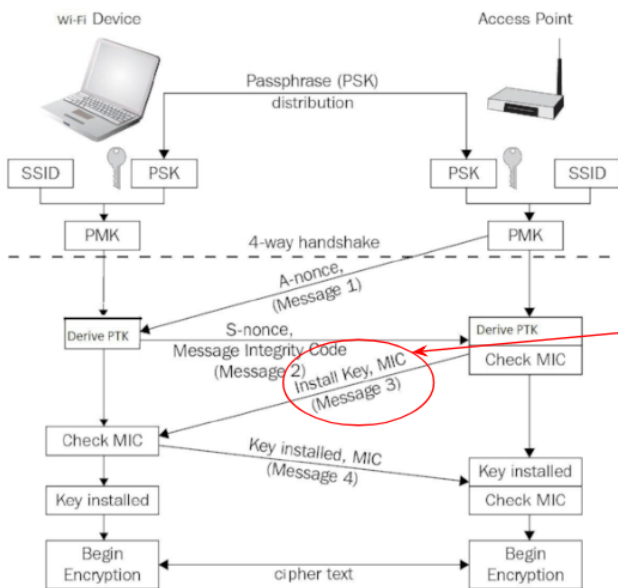 Wi-Fi Device
Access Point
Passphrase (PSK)
distribution
SSID
PSK
PSK
SSID
PMK
PMK
4-way handshake
A-nonce,
(Message 1)
Derive PTK
S-nonce,
Message Integrity Code
(Message 2)
Derive PTK
Check MIC
Install Key, MIC
(Message 3)
Check MIC
Key installed, MIC
(Message 4)
Key installed
Key installed
Check MIC
Begin
Encryption
cipher text
Begin
Encryption